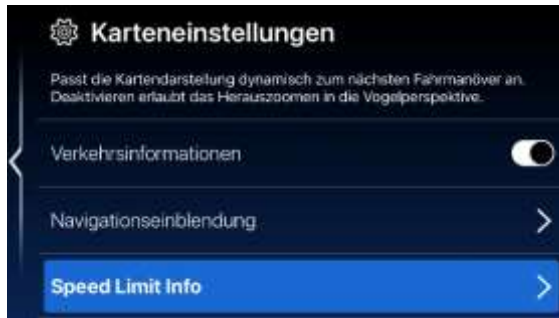 Karteneinstellungen
Passt die Kartendarstellung dynamisch zum nächsten Fahrmanöver an.
Deaktivieren erlaubt das Herauszoomen in die Vogelperspektive.
Verkehrsinformationen
Navigationseinblendung
Speed Limit Info